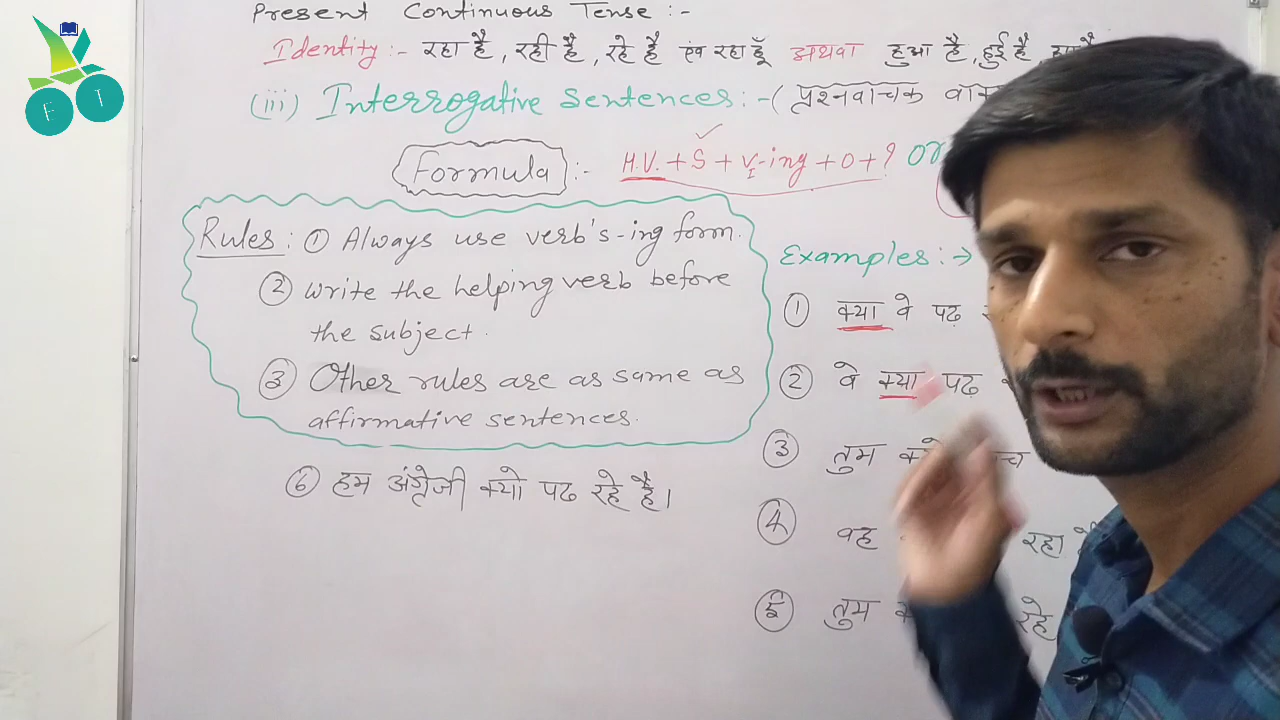 Present Continuous Tense :-
Identity :- रहा है, रही है, रहे है एंव रहा हूँ अथवा हुआ है, हुई है,
(iii) Interrogative Sentences:-( प्रश्नवाचक
Formula :- H.V. + S + VI-ing + O + ? OR
Rules: ① Always use verb's-ing form.
② Write the helping verb before
the subject.
③ Other rules are as same as
affirmative sentences.
⑥ हम अंग्रेजी क्यो पढ रहे है।
Examples:→
① क्या वे पढ़
② वे क्या पढ़
③ तुम
④ वह रहा
⑤ तुम रहे
F T